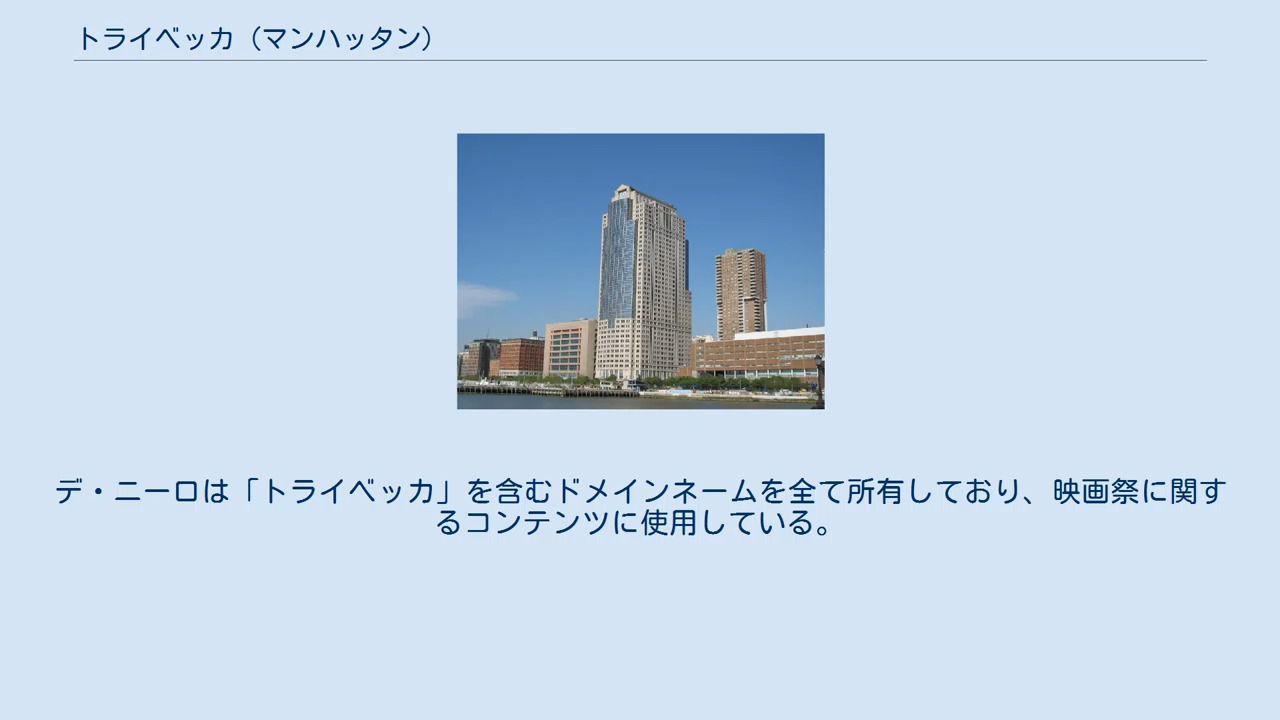 トライベッカ（マンハッタン）
デ・ニーロは「トライベッカ」を含むドメインネームを全て所有しており、映画祭に関す
るコンテンツに使用している。